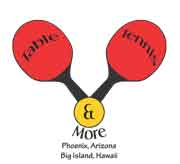 Table Tennis
&
More
Phoenix, Arizona
Big Island, Hawaii